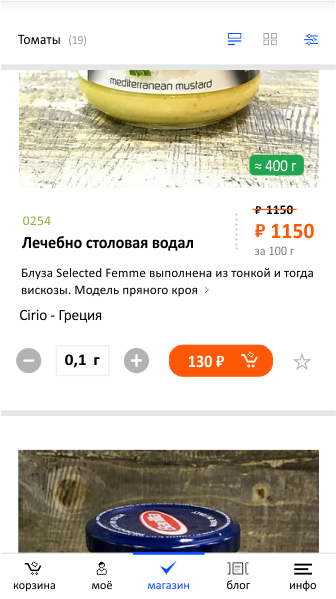 Томаты (19)
mediterranean mustard
≈ 400 г
0254
₽ 1150
Лечебно столовая водал
₽ 1150
за 100 г
Блуза Selected Femme выполнена из тонкой и тогда
вискозы. Модель пряного кроя
Cirio - Греция
0,1 г
130 ₽
корзина
моё
магазин
блог
инфо